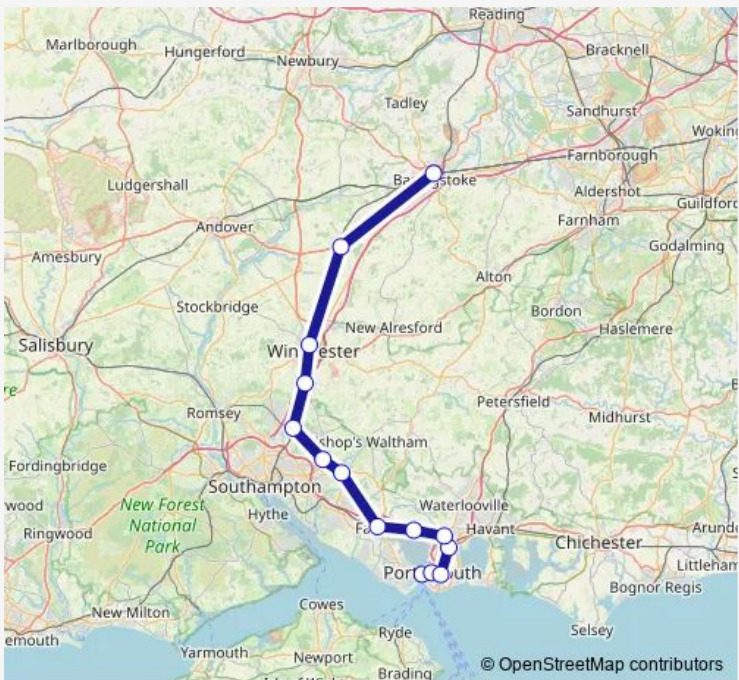 Reading
Marlborough
Hungerford
Newbury
Bracknell
Tadley
Sandhurst
Farnborough
Ludgershall
Aldershot
Guildford
Andover
Farnham
Amesbury
Godalming
Alton
Stockbridge
Bordon
New Alresford
Haslemere
Salisbury
Petersfield
Romsey
Midhurst
Fordingbridge
Southampton
New Forest
National
Park
Hythe
Waterlooville
Havant
Ringwood
Chichester
Bognor Regis
Cowes
New Milton
Selsey
Ryde
Yarmouth
Newport
Brading
© OpenStreetMap contributors